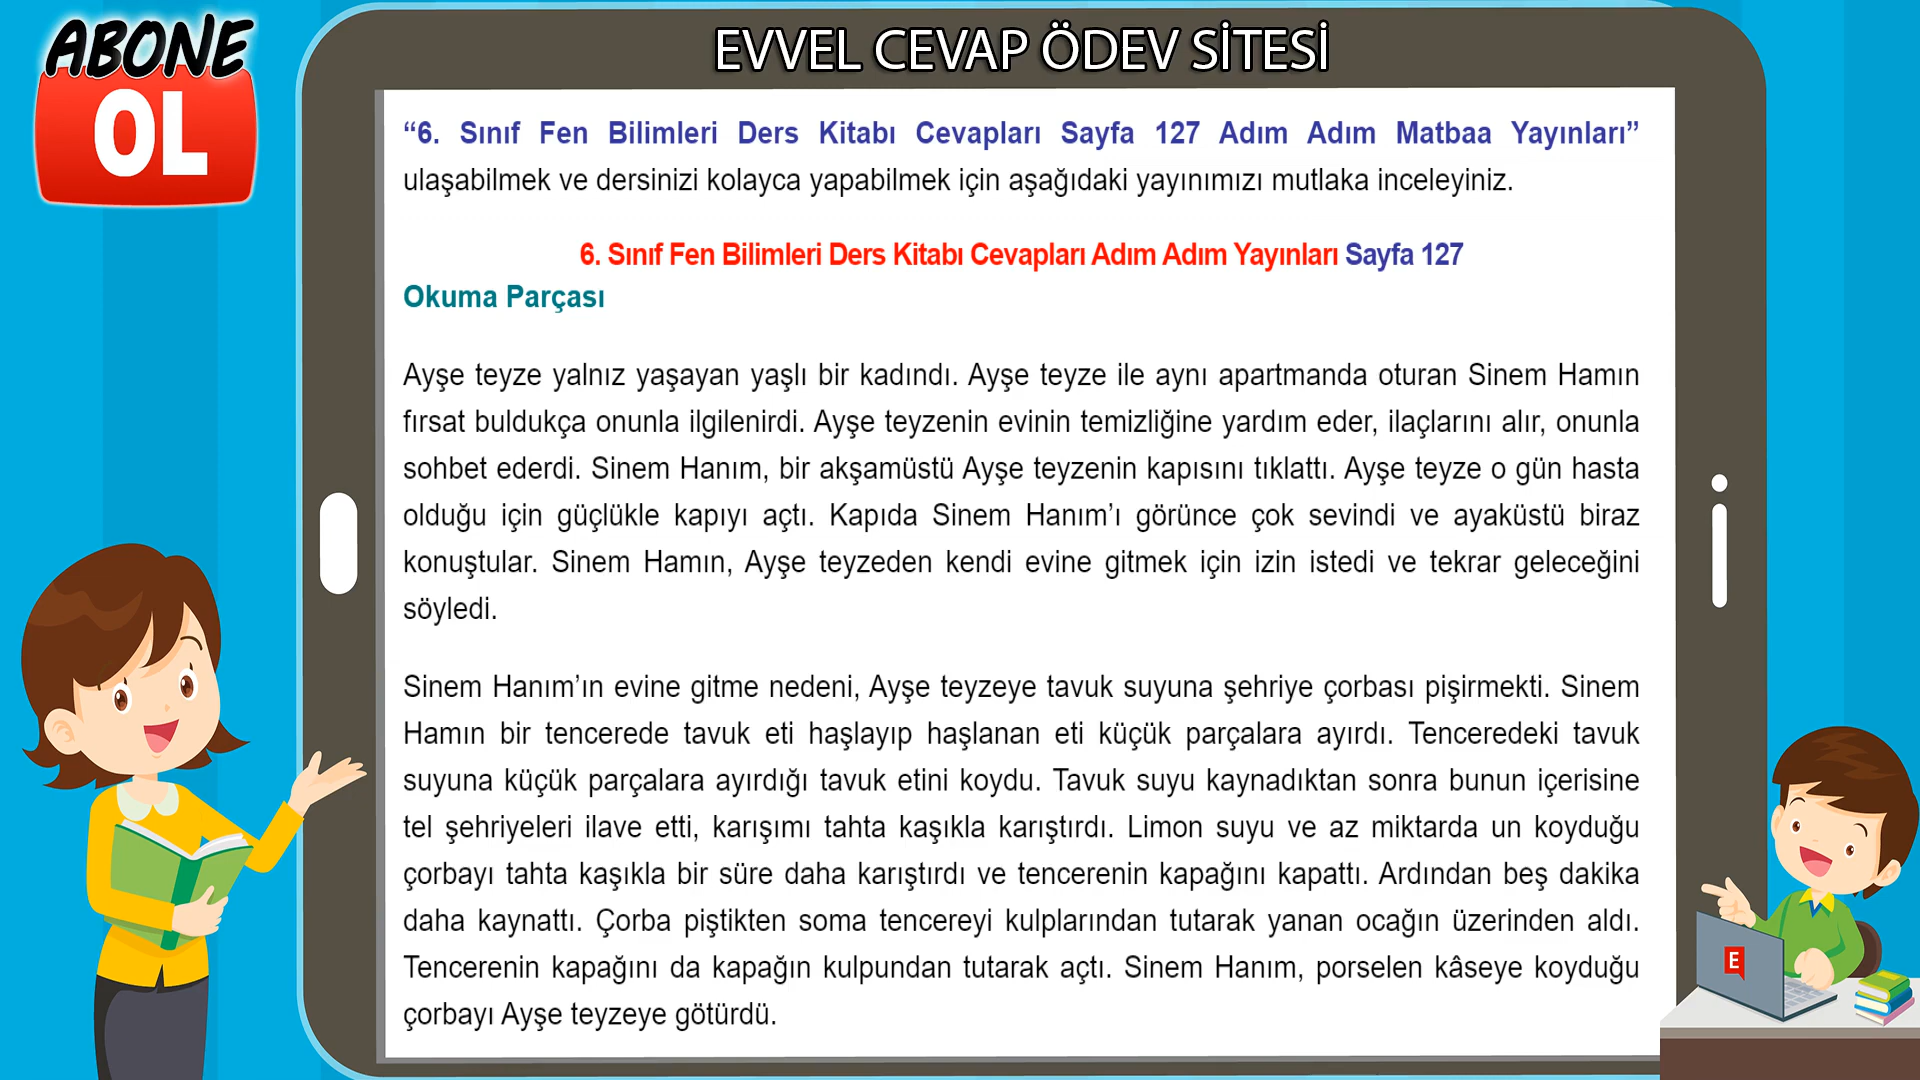 ABONE
OL
EVVEL CEVAP ÖDEV SİTESİ
“6. Sınıf Fen Bilimleri Ders Kitabı Cevapları Sayfa 127 Adım Adım Matbaa Yayınları”
ulaşabilmek ve dersinizi kolayca yapabilmek için aşağıdaki yayınımızı mutlaka inceleyiniz.
6. Sınıf Fen Bilimleri Ders Kitabı Cevapları Adım Adım Yayınları Sayfa 127
Okuma Parçası
Ayşe teyze yalnız yaşayan yaşlı bir kadındı. Ayşe teyze ile aynı apartmanda oturan Sinem Hamın
fırsat buldukça onunla ilgilenirdi. Ayşe teyzenin evinin temizliğine yardım eder, ilaçlarını alır, onunla
sohbet ederdi. Sinem Hanım, bir akşamüstü Ayşe teyzenin kapısını tıklattı. Ayşe teyze o gün hasta
olduğu için güçlükle kapıyı açtı. Kapıda Sinem Hanım’ı görünce çok sevindi ve ayaküstü biraz
konuştular. Sinem Hamın, Ayşe teyzeden kendi evine gitmek için izin istedi ve tekrar geleceğini
söyledi.
Sinem Hanım’ın evine gitme nedeni, Ayşe teyzeye tavuk suyuna şehriye çorbası pişirmekti. Sinem
Hamın bir tencerede tavuk eti haşlayıp haşlanan eti küçük parçalara ayırdı. Tenceredeki tavuk
suyuna küçük parçalara ayırdığı tavuk etini koydu. Tavuk suyu kaynadıktan sonra bunun içerisine
tel şehriyeleri ilave etti, karışımı tahta kaşıkla karıştırdı. Limon suyu ve az miktarda un koyduğu
çorbayı tahta kaşıkla bir süre daha karıştırdı ve tencerenin kapağını kapattı. Ardından beş dakika
daha kaynattı. Çorba piştikten soma tencereyi kulplarından tutarak yanan ocağın üzerinden aldı.
Tencerenin kapağını da kapağın kulpundan tutarak açtı. Sinem Hanım, porselen kâseye koyduğu
çorbayı Ayşe teyzeye götürdü.
E